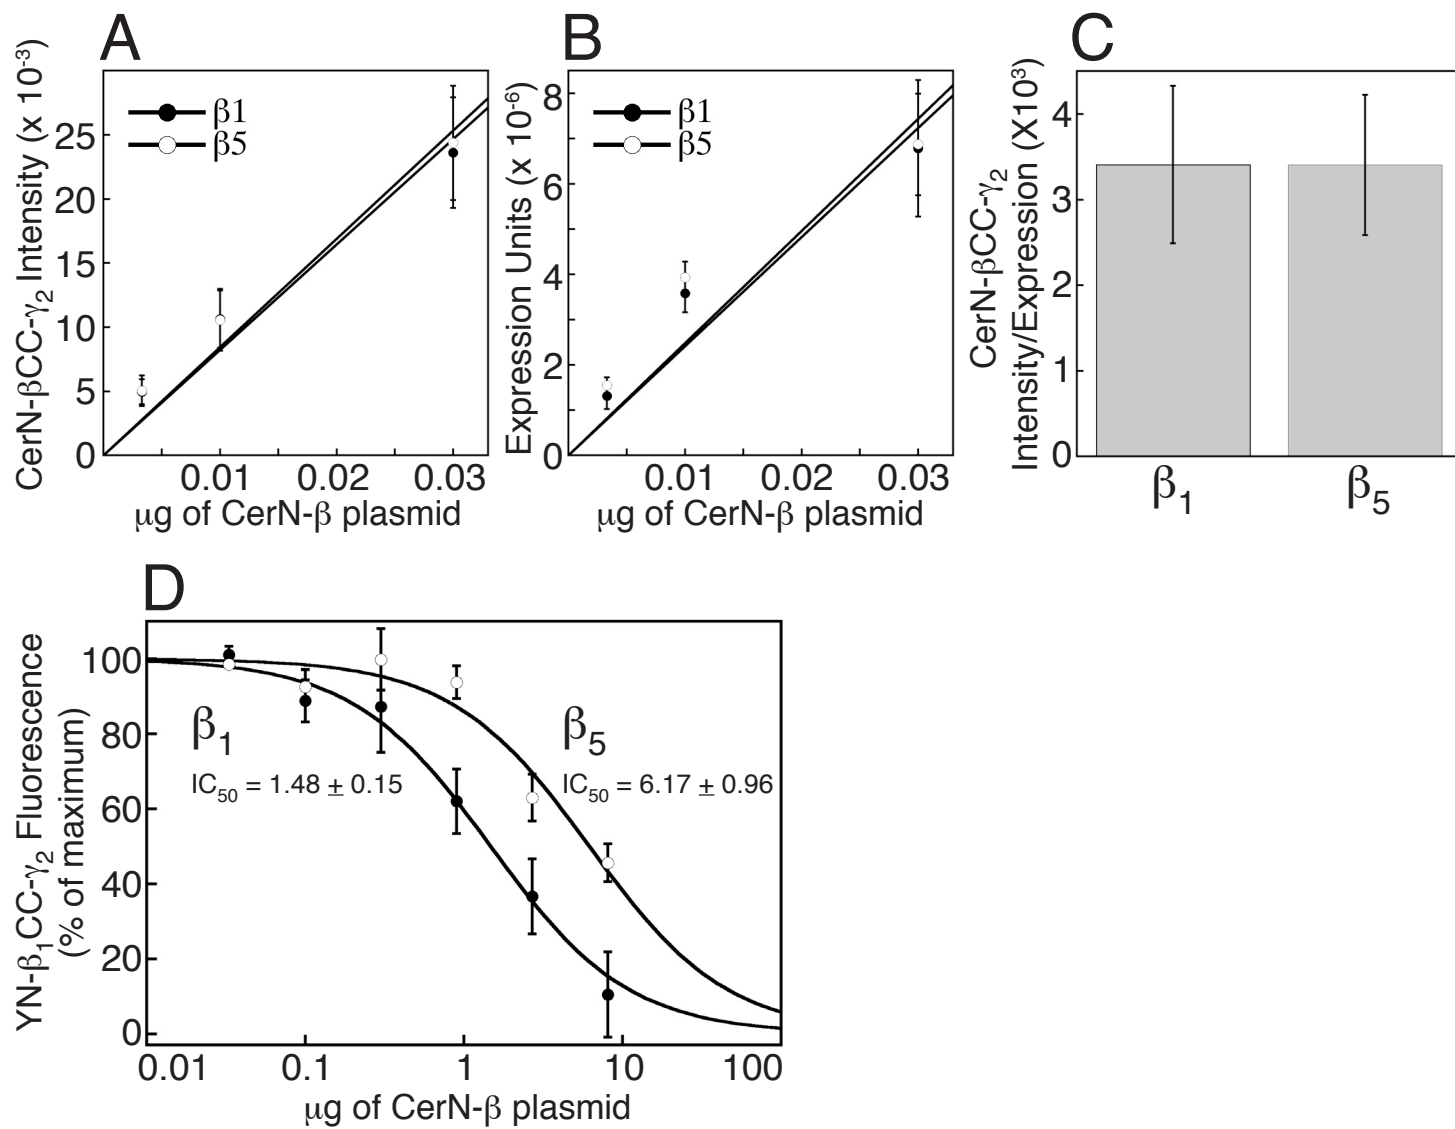 A
CerN-βCC-γ2 Intensity (x 10-3)
β1
β5
25
20
15
10
5
0
0.01 0.02 0.03
μg of CerN-β plasmid
B
Expression Units (x 10-6)
β1
β5
8
6
4
2
0
0.01 0.02 0.03
μg of CerN-β plasmid
C
CerN-βCC-γ2
Intensity/Expression (X103)
4
3
2
1
0
β1 β5
D
YN-β1CC-γ2 Fluorescence
(% of maximum)
100
80
60
40
20
0
β1
IC50 = 1.48 ± 0.15
β5
IC50 = 6.17 ± 0.96
0.01 0.1 1 10 100
μg of CerN-β plasmid